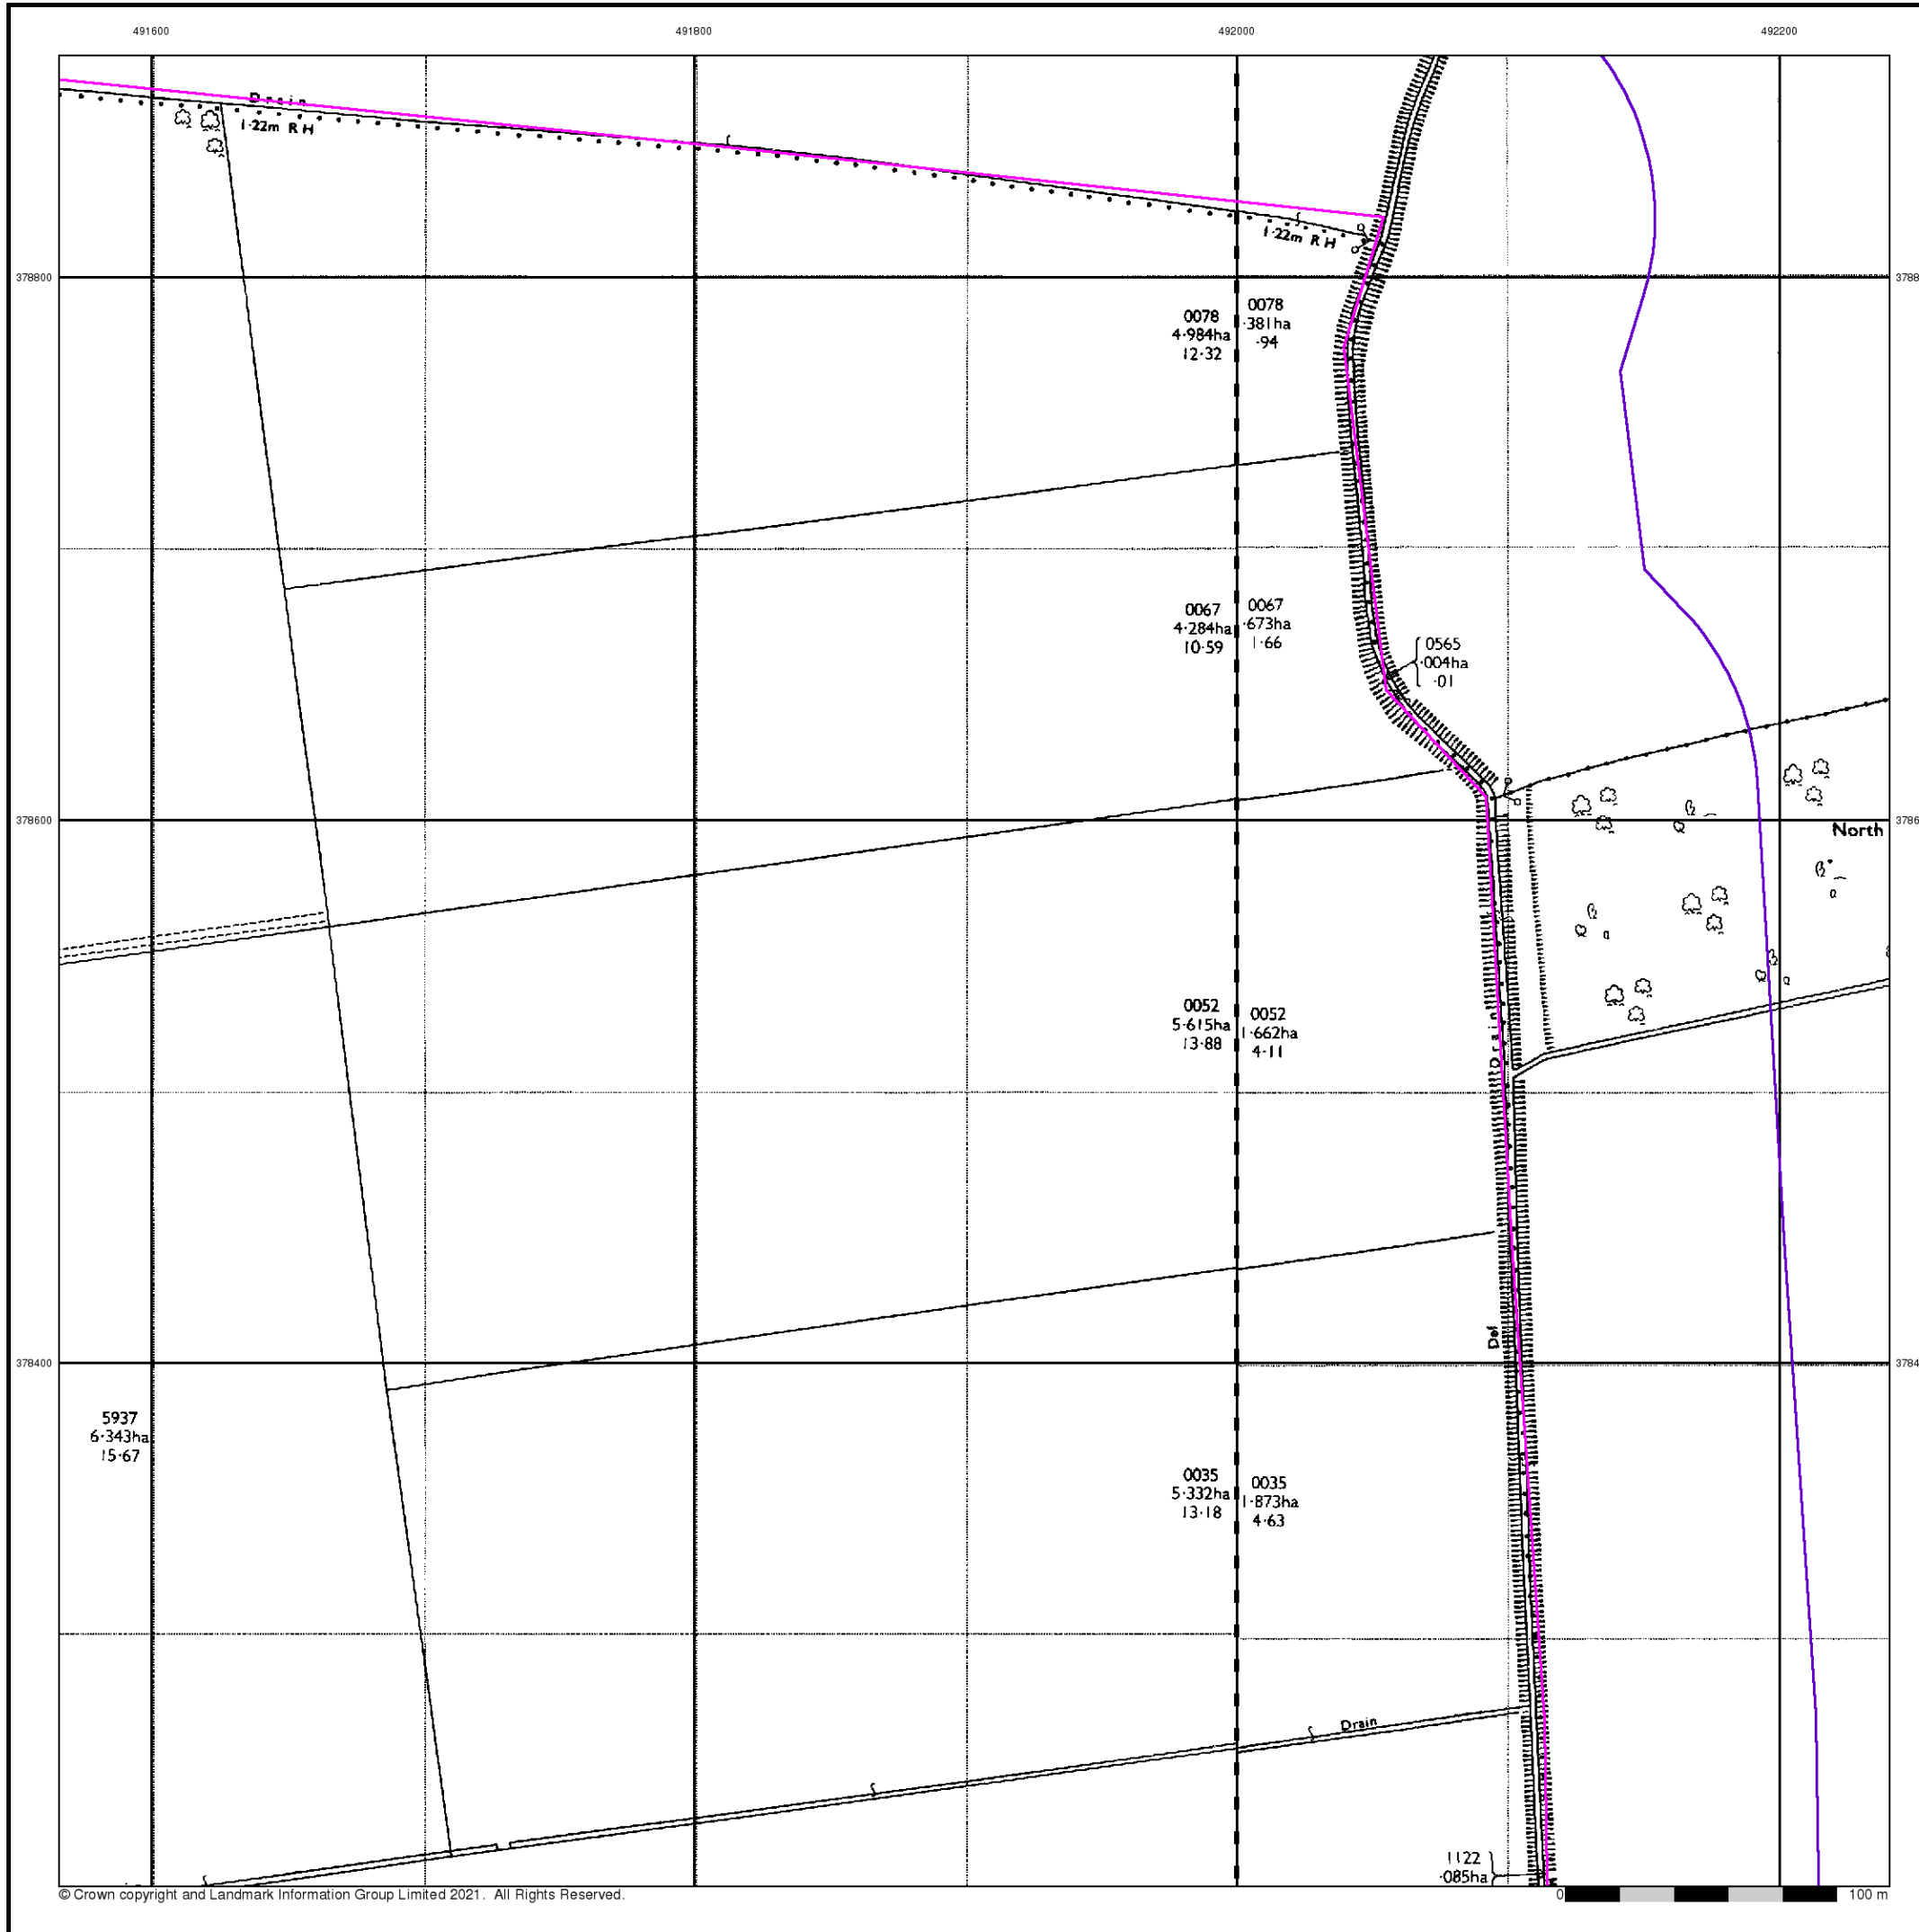 491600
491800
492000
492200
Drain
1·22m R H
1·22m R H
378800
3788
0078
4·984ha
12·32
0078
·381ha
·94
0067
4·284ha
10·59
0067
·673ha
1·66
0565
·004ha
·01
378600
3786
North
0052
5·615ha
13·88
0052
1·662ha
4·11
Drain
Def
378400
3784
5937
6·343ha
15·67
0035
5·332ha
13·18
0035
1·873ha
4·63
Drain
1122
·085ha
© Crown copyright and Landmark Information Group Limited 2021. All Rights Reserved.
0
100 m